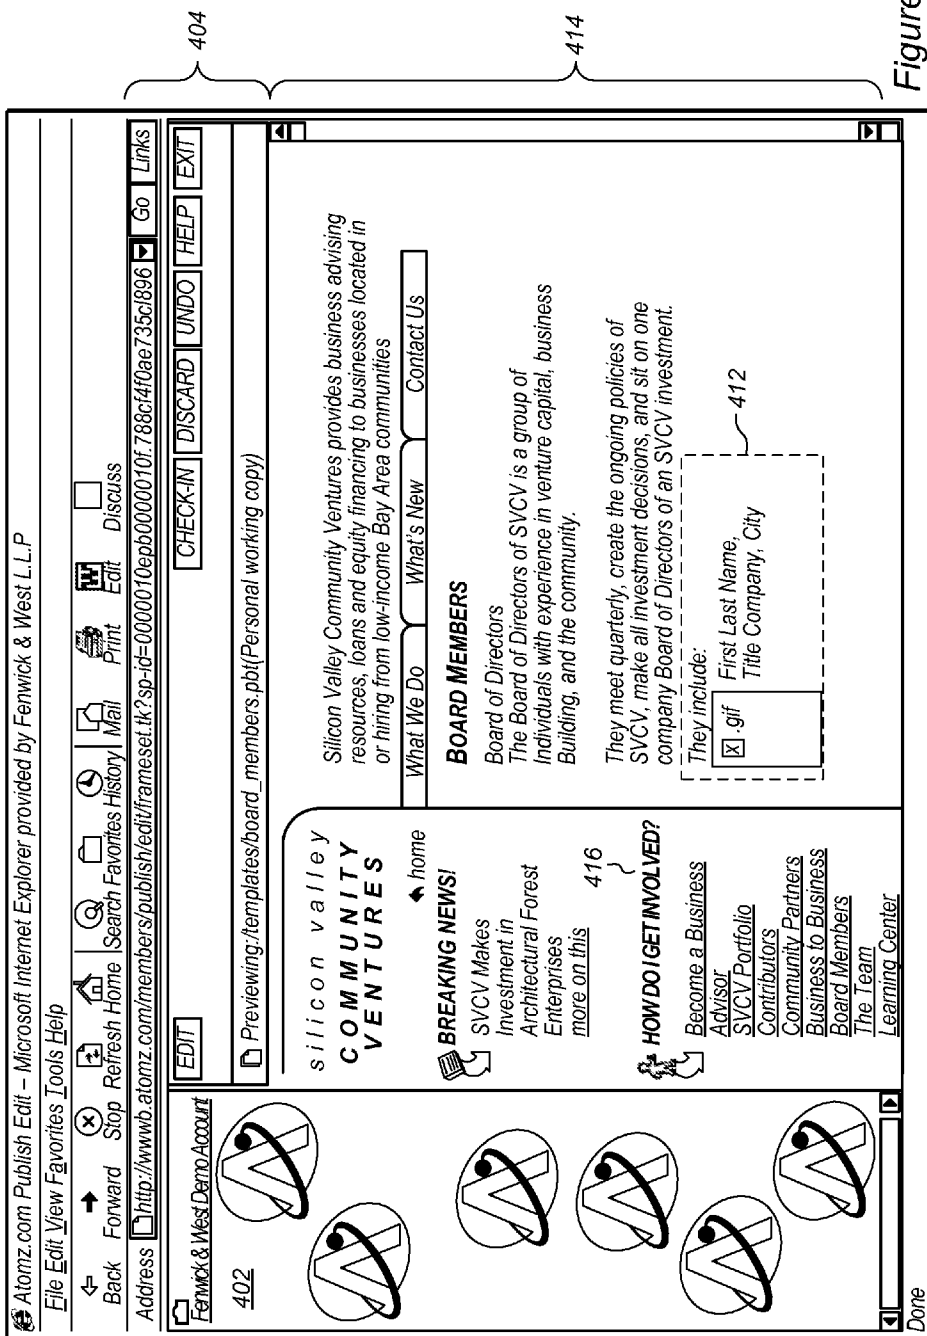 Atomz.com Publish Edit – Microsoft Internet Explorer provided by Fenwick & West L.L.P
File Edit View Favorites Tools Help
Back Forward Stop Refresh Home Search Favorites History Mail Print Edit Discuss
Address http://wwwb.atomz.com/members/publish/edit/frameset.tk?sp-id=0000010epb0000010f.788cf4f0ae735cl896 Go Links
404
Fenwick & West Demo Account
402
EDIT CHECK-IN DISCARD UNDO HELP EXIT
Previewing:/templates/board_members.pbt(Personal working copy)
silicon valley
COMMUNITY
VENTURES
home
BREAKING NEWS!
SVCV Makes
Investment in
Architectural Forest
Enterprises
more on this
416
HOW DO I GET INVOLVED?
Become a Business
Advisor
SVCV Portfolio
Contributors
Community Partners
Business to Business
Board Members
The Team
Learning Center
Silicon Valley Community Ventures provides business advising
resources, loans and equity financing to businesses located in
or hiring from low-income Bay Area communities
What We Do What's New Contact Us
BOARD MEMBERS
Board of Directors
The Board of Directors of SVCV is a group of
Individuals with experience in venture capital, business
Building, and the community.
They meet quarterly, create the ongoing policies of
SVCV, make all investment decisions, and sit on one
company Board of Directors of an SVCV investment.
They include:
X .gif
First Last Name,
Title Company, City
412
414
Done
Figure